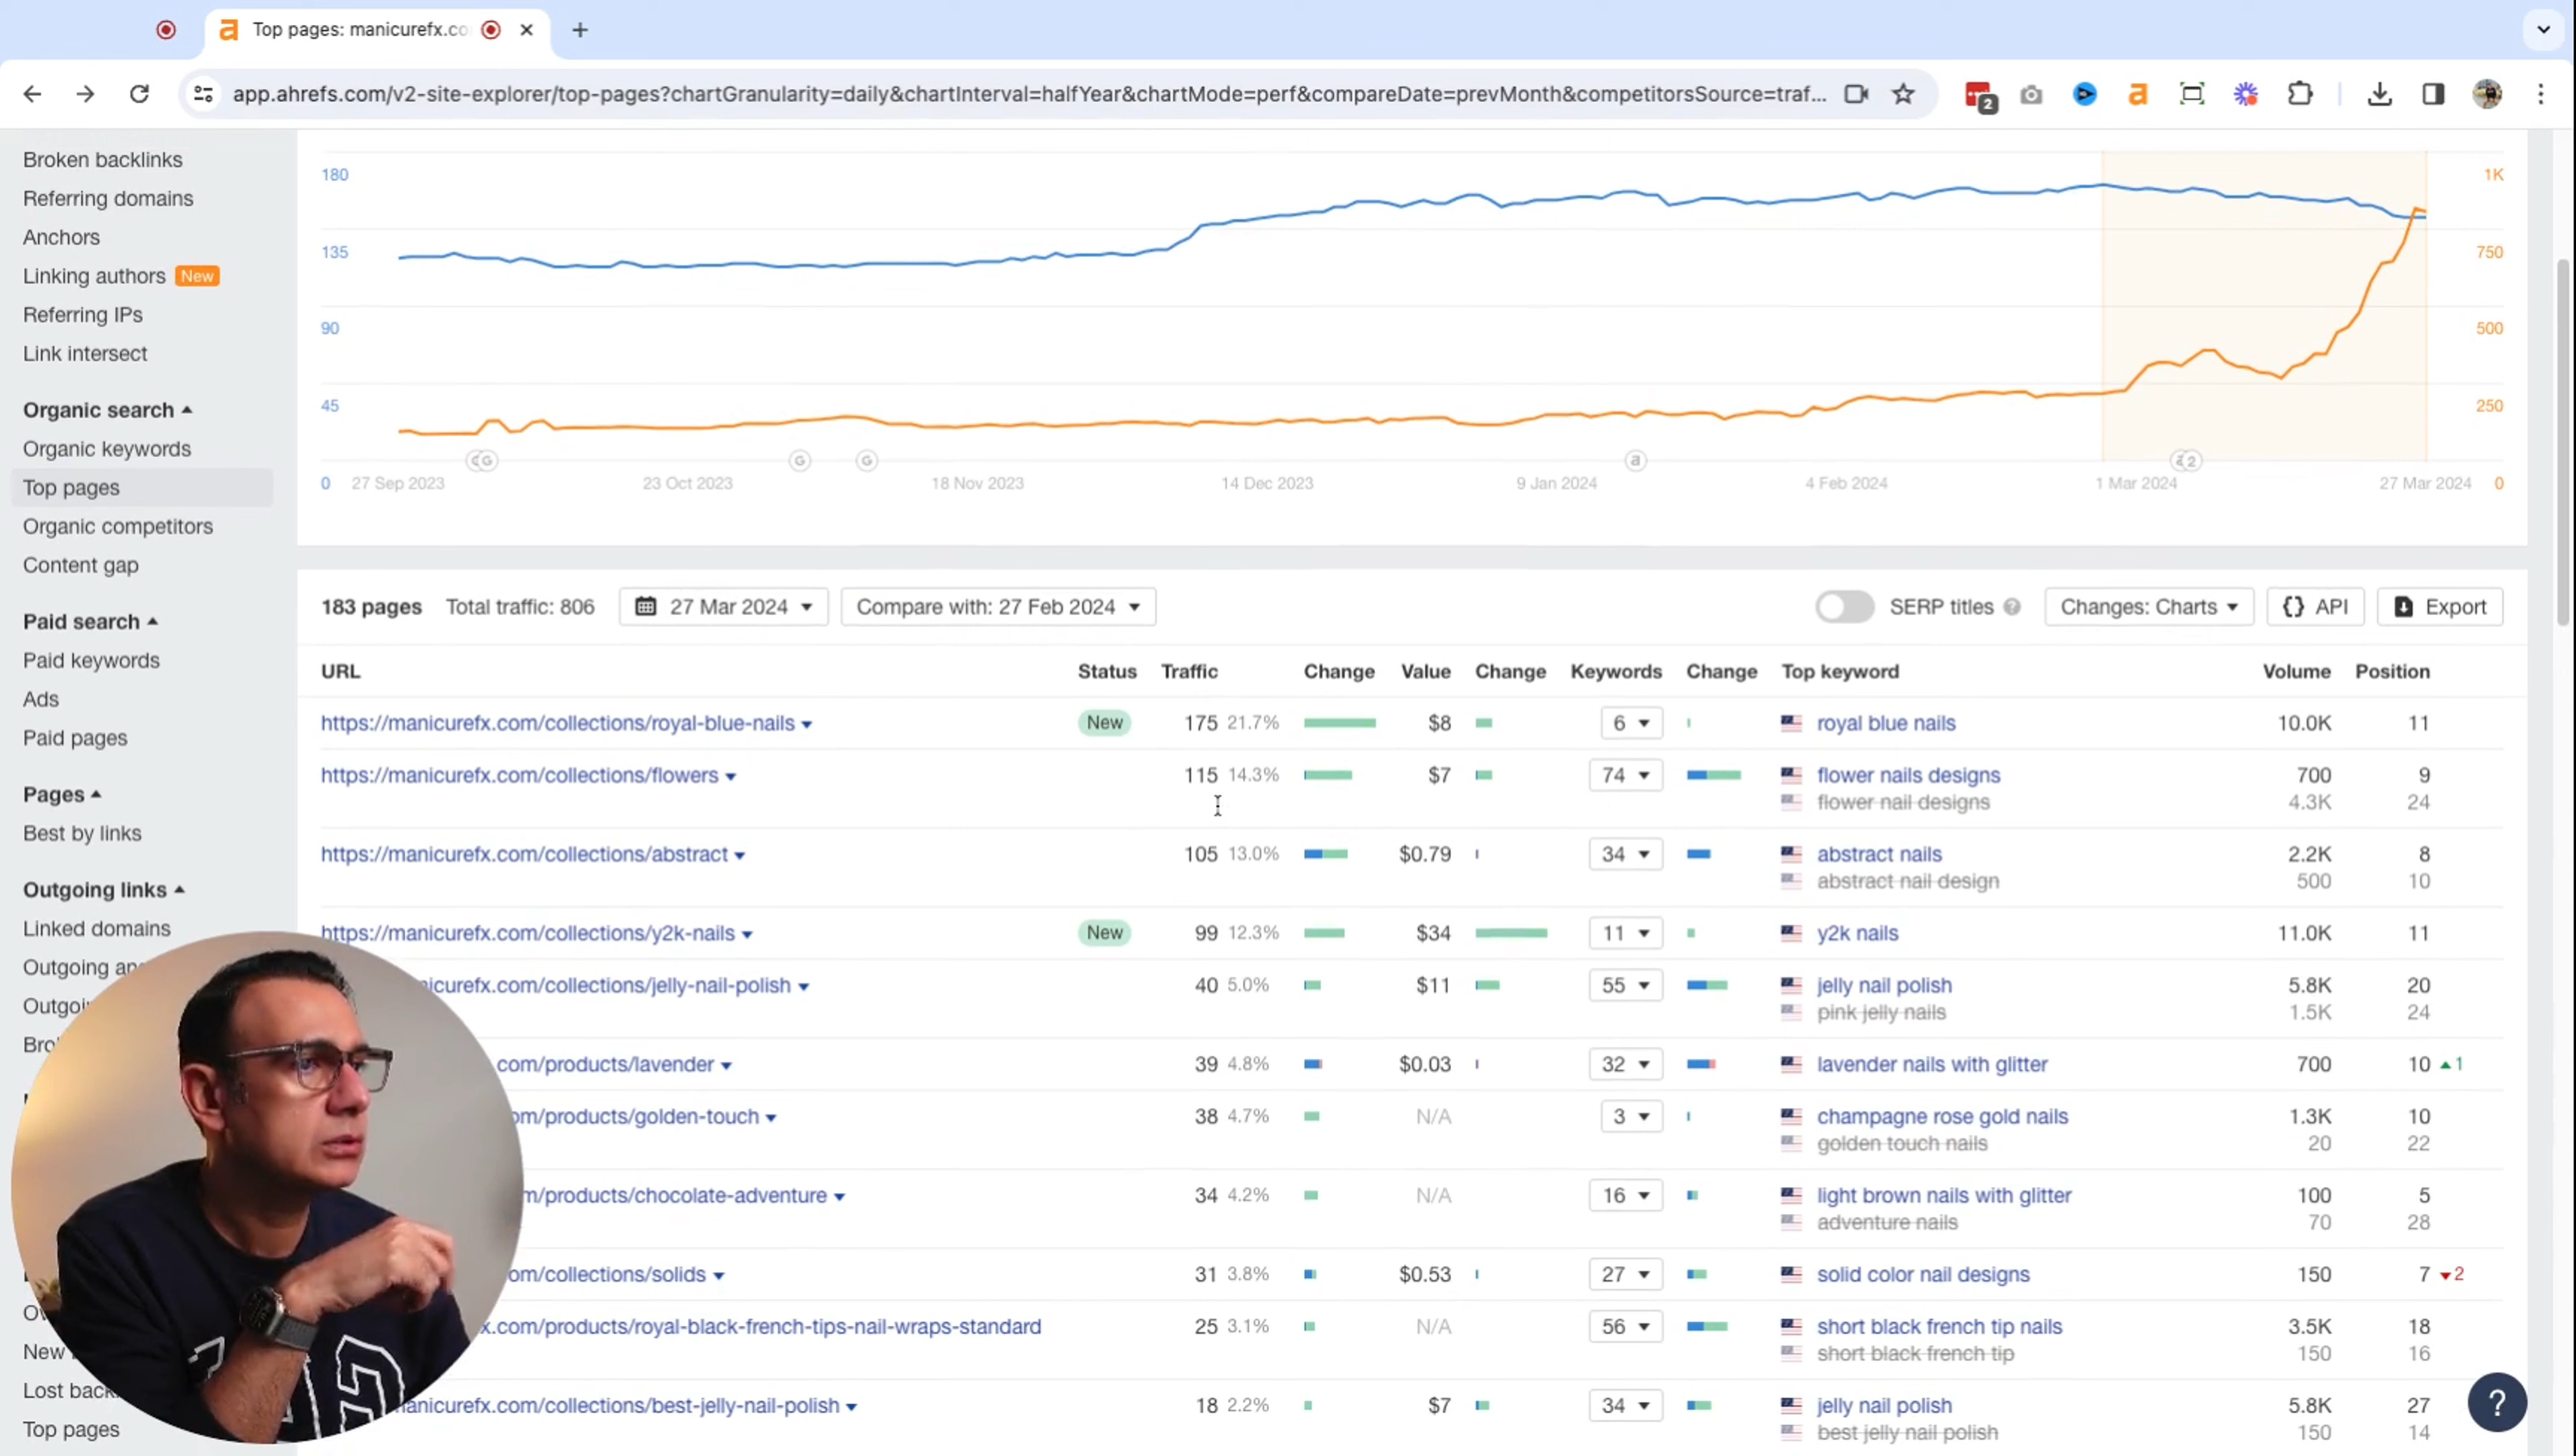 Top pages: manicurefx.co
app.ahrefs.com/v2-site-explorer/top-pages?chartGranularity=daily&chartInterval=halfYear&chartMode=perf&compareDate=prevMonth&competitorsSource=traf...
2
Broken backlinks
Referring domains
Anchors
Linking authors New
Referring IPs
Link intersect
Organic search
Organic keywords
Top pages
Organic competitors
Content gap
Paid search
Paid keywords
Ads
Paid pages
Pages
Best by links
Outgoing links
Linked domains
Outgoing
Top pages
180 1K
135 750
90 500
45 250
G G G a 2
0 27 Sep 2023 23 Oct 2023 18 Nov 2023 14 Dec 2023 9 Jan 2024 4 Feb 2024 1 Mar 2024 27 Mar 2024 0
183 pages Total traffic: 806 27 Mar 2024 Compare with: 27 Feb 2024 SERP titles ? Changes: Charts {} API Export
URL Status Traffic Change Value Change Keywords Change Top keyword Volume Position
https://manicurefx.com/collections/royal-blue-nails New 175 21.7% $8 6 royal blue nails 10.0K 11
https://manicurefx.com/collections/flowers 115 14.3% $7 74 flower nails designs 700 9
flower nail designs 4.3K 24
https://manicurefx.com/collections/abstract 105 13.0% $0.79 34 abstract nails 2.2K 8
abstract nail design 500 10
https://manicurefx.com/collections/y2k-nails New 99 12.3% $34 11 y2k nails 11.0K 11
icurefx.com/collections/jelly-nail-polish 40 5.0% $11 55 jelly nail polish 5.8K 20
pink jelly nails 1.5K 24
com/products/lavender 39 4.8% $0.03 32 lavender nails with glitter 700 10 1
om/products/golden-touch 38 4.7% N/A 3 champagne rose gold nails 1.3K 10
golden touch nails 20 22
m/products/chocolate-adventure 34 4.2% N/A 16 light brown nails with glitter 100 5
adventure nails 70 28
om/collections/solids 31 3.8% $0.53 27 solid color nail designs 150 7 2
x.com/products/royal-black-french-tips-nail-wraps-standard 25 3.1% N/A 56 short black french tip nails 3.5K 18
short black french tip 150 16
anicurefx.com/collections/best-jelly-nail-polish 18 2.2% $7 34 jelly nail polish 5.8K 27
best jelly nail polish 150 14
?